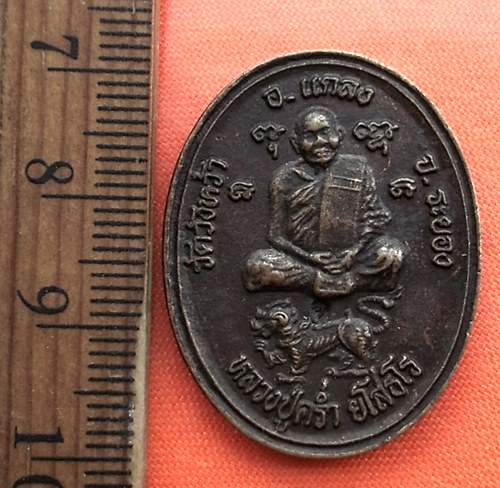 อ. แกลง
วัดวังหว้า
จ. ระยอง
หลวงปู่คร่ำ ยโสธโร
7
8
9
10